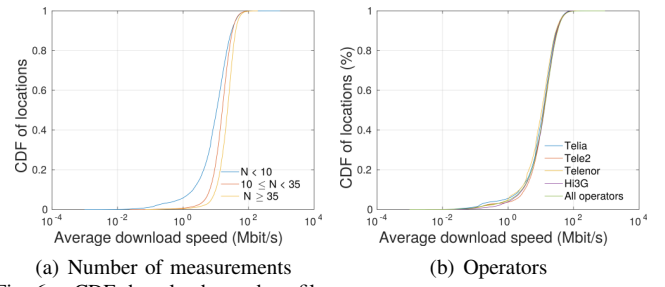 1
0.8
0.6
0.4
0.2
0
CDF of locations
N < 10
10 ≤ N < 35
N ≥ 35
10^-4 10^-2 10^0 10^2 10^4
Average download speed (Mbit/s)
(a) Number of measurements
1
0.8
0.6
0.4
0.2
0
CDF of locations (%)
Telia
Tele2
Telenor
Hi3G
All operators
10^-4 10^-2 10^0 10^2 10^4
Average download speed (Mbit/s)
(b) Operators